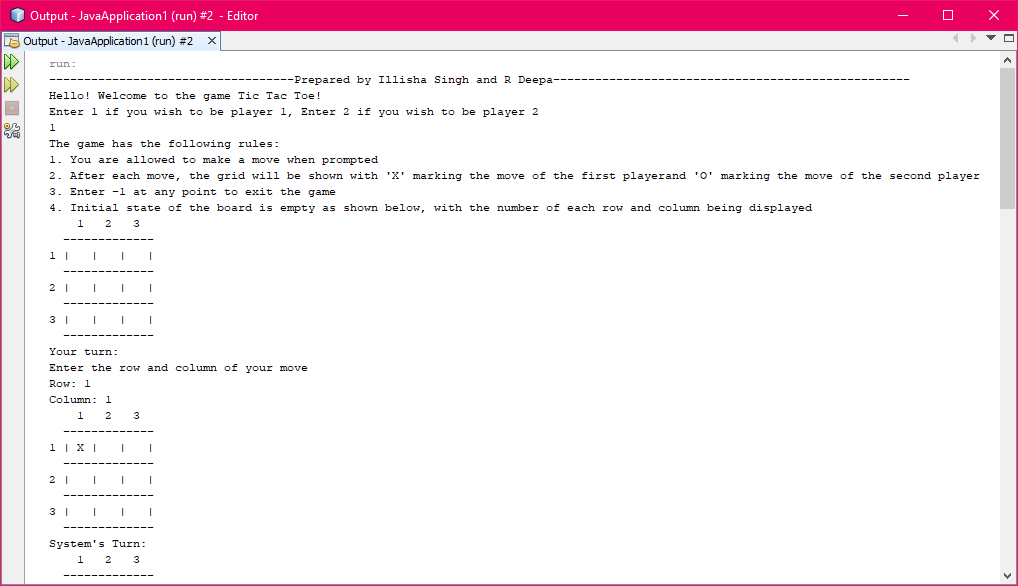 Output - JavaApplication1 (run) #2 - Editor
Output - JavaApplication1 (run) #2
run:
-----------------------------------Prepared by Illisha Singh and R Deepa---------------------------------------------------
Hello! Welcome to the game Tic Tac Toe!
Enter 1 if you wish to be player 1, Enter 2 if you wish to be player 2
1
The game has the following rules:
1. You are allowed to make a move when prompted
2. After each move, the grid will be shown with 'X' marking the move of the first playerand 'O' marking the move of the second player
3. Enter -1 at any point to exit the game
4. Initial state of the board is empty as shown below, with the number of each row and column being displayed
    1   2   3
  -------------
1 |   |   |   |
  -------------
2 |   |   |   |
  -------------
3 |   |   |   |
  -------------
Your turn:
Enter the row and column of your move
Row: 1
Column: 1
    1   2   3
  -------------
1 | X |   |   |
  -------------
2 |   |   |   |
  -------------
3 |   |   |   |
  -------------
System's Turn:
    1   2   3
  -------------